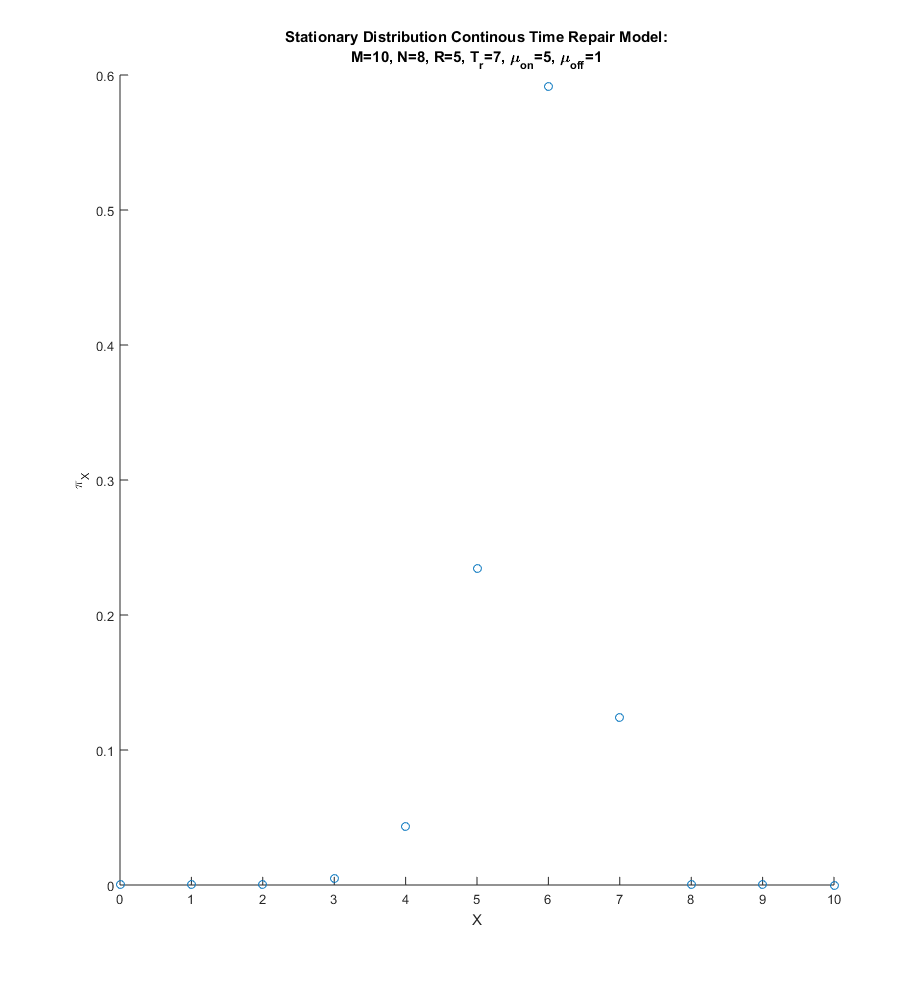 Stationary Distribution Continous Time Repair Model:
M=10, N=8, R=5, T_r=7, μ_on=5, μ_off=1
0.6
0.5
0.4
0.3
0.2
0.1
0
π_X
0 1 2 3 4 5 6 7 8 9 10
X